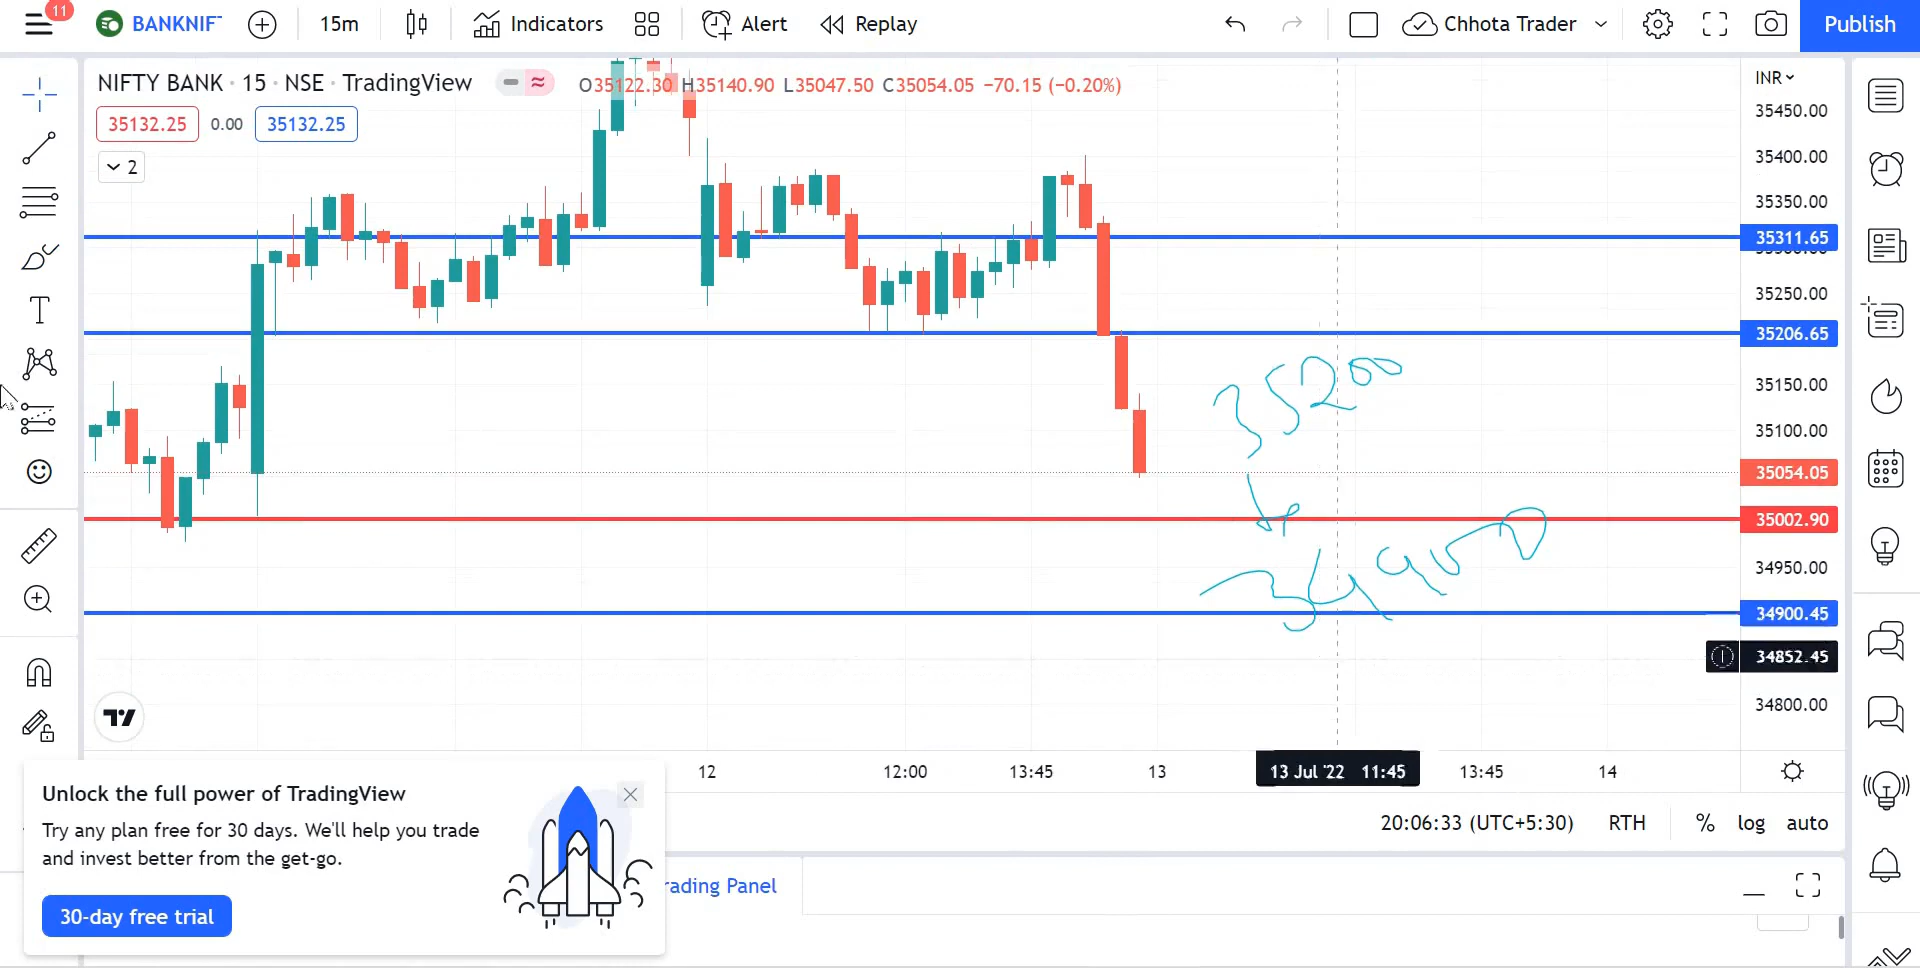 11
BANKNIF
15m
Indicators
Alert
Replay
Chhota Trader
Publish
NIFTY BANK · 15 · NSE · TradingView
O35122.30 H35140.90 L35047.50 C35054.05 −70.15 (−0.20%)
INR
35132.25 0.00 35132.25
2
35450.00
35400.00
35350.00
35311.65
35300.00
35250.00
35206.65
35150.00
35100.00
35054.05
35002.90
34950.00
34900.45
34852.45
34800.00
35200
34900
12
12:00
13:45
13
13 Jul '22 11:45
13:45
14
20:06:33 (UTC+5:30)
RTH
%
log
auto
Unlock the full power of TradingView
Try any plan free for 30 days. We'll help you trade
and invest better from the get-go.
30-day free trial
rading Panel